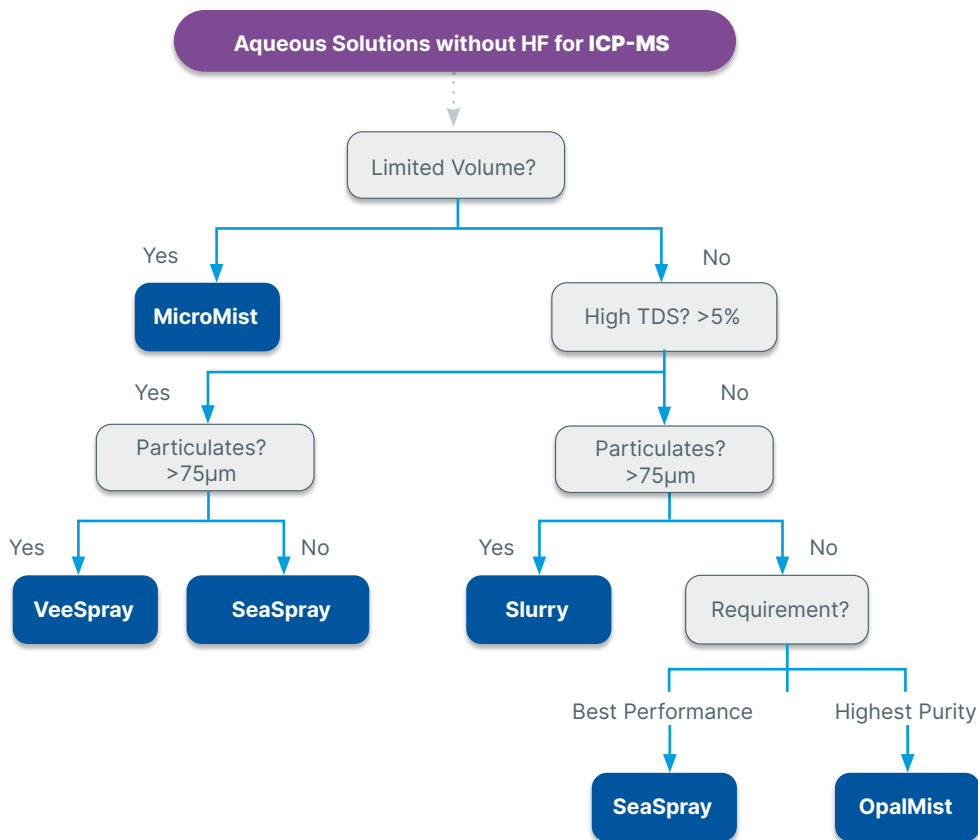 Aqueous Solutions without HF for ICP-MS
Limited Volume?
Yes
No
MicroMist
High TDS? >5%
Yes
No
Particulates?
>75µm
Particulates?
>75µm
Yes
No
Yes
No
VeeSpray
SeaSpray
Slurry
Requirement?
Best Performance
Highest Purity
SeaSpray
OpalMist